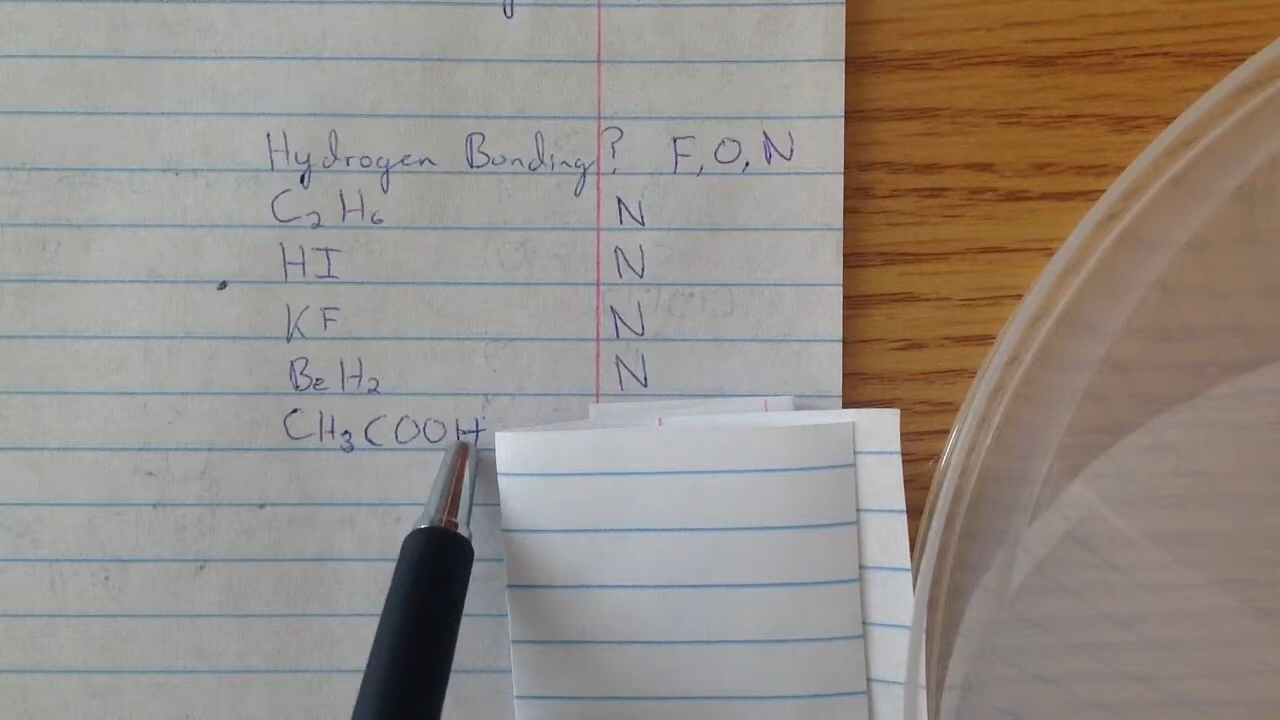 Hydrogen Bonding? F, O, N
C₂H₆ N
HI N
KF N
BeH₂ N
CH₃COOH